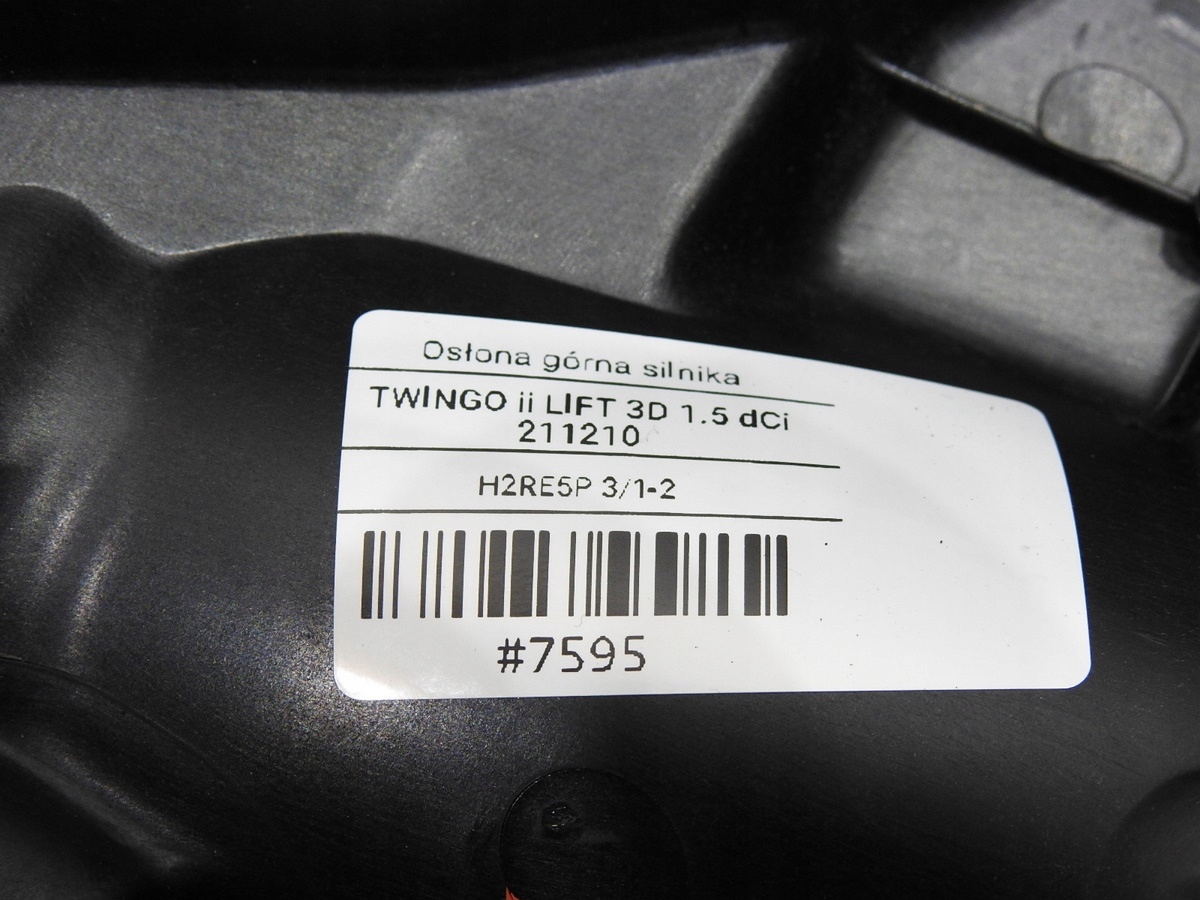 Osłona górna silnika
TWINGO ii LIFT 3D 1.5 dCi
211210
H2RE5P 3/1-2
#7595